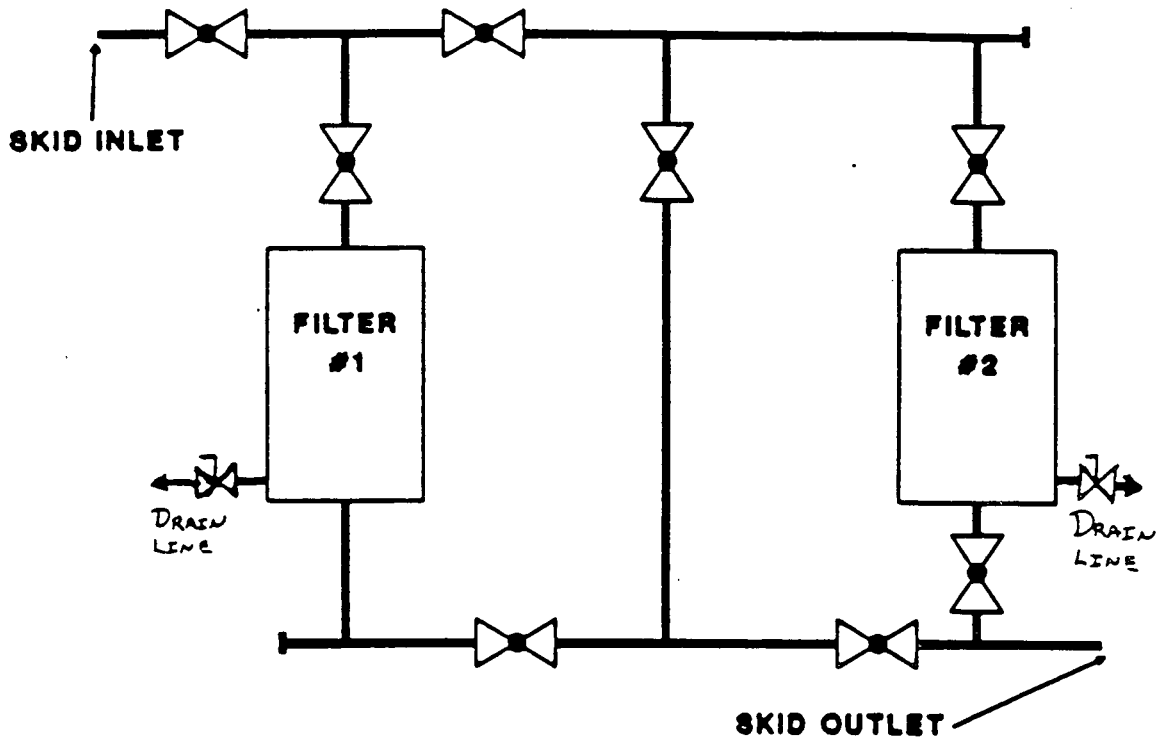 SKID INLET
FILTER
#1
FILTER
#2
DRAIN
LINE
DRAIN
LINE
SKID OUTLET